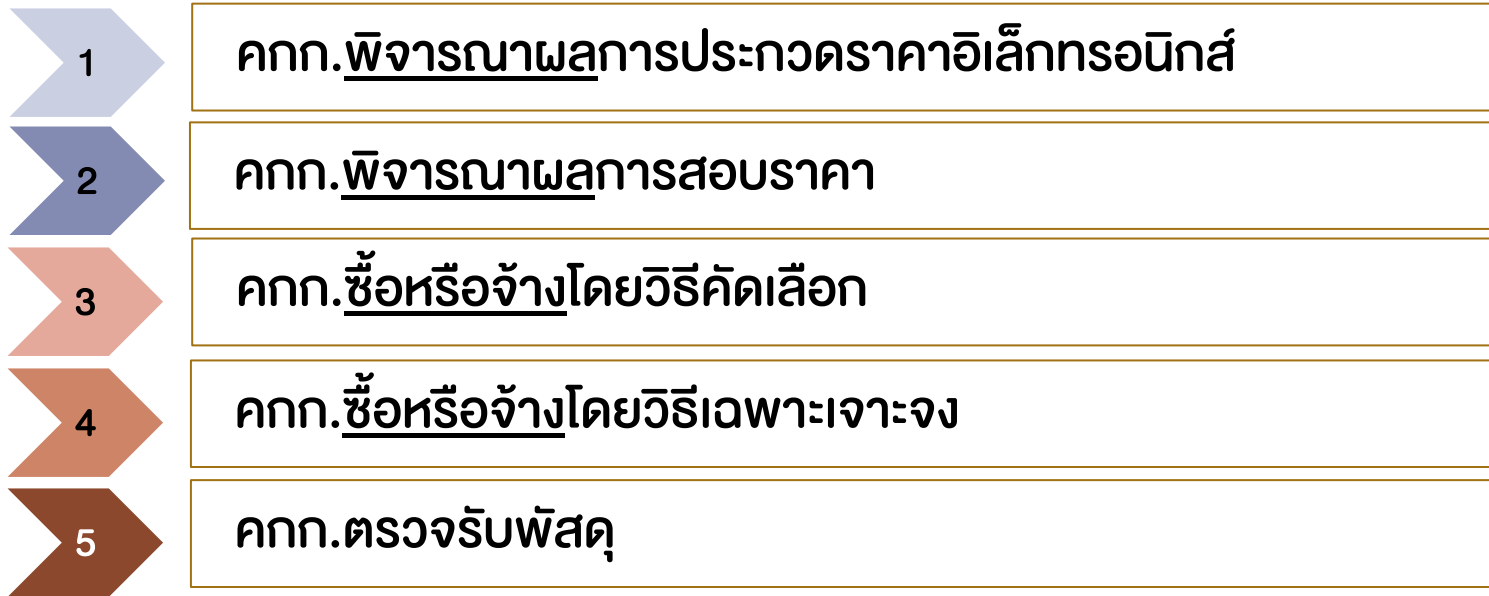 1
คกก.พิจารณาผลการประกวดราคาอิเล็กทรอนิกส์
2
คกก.พิจารณาผลการสอบราคา
3
คกก.ซื้อหรือจ้างโดยวิธีคัดเลือก
4
คกก.ซื้อหรือจ้างโดยวิธีเฉพาะเจาะจง
5
คกก.ตรวจรับพัสดุ